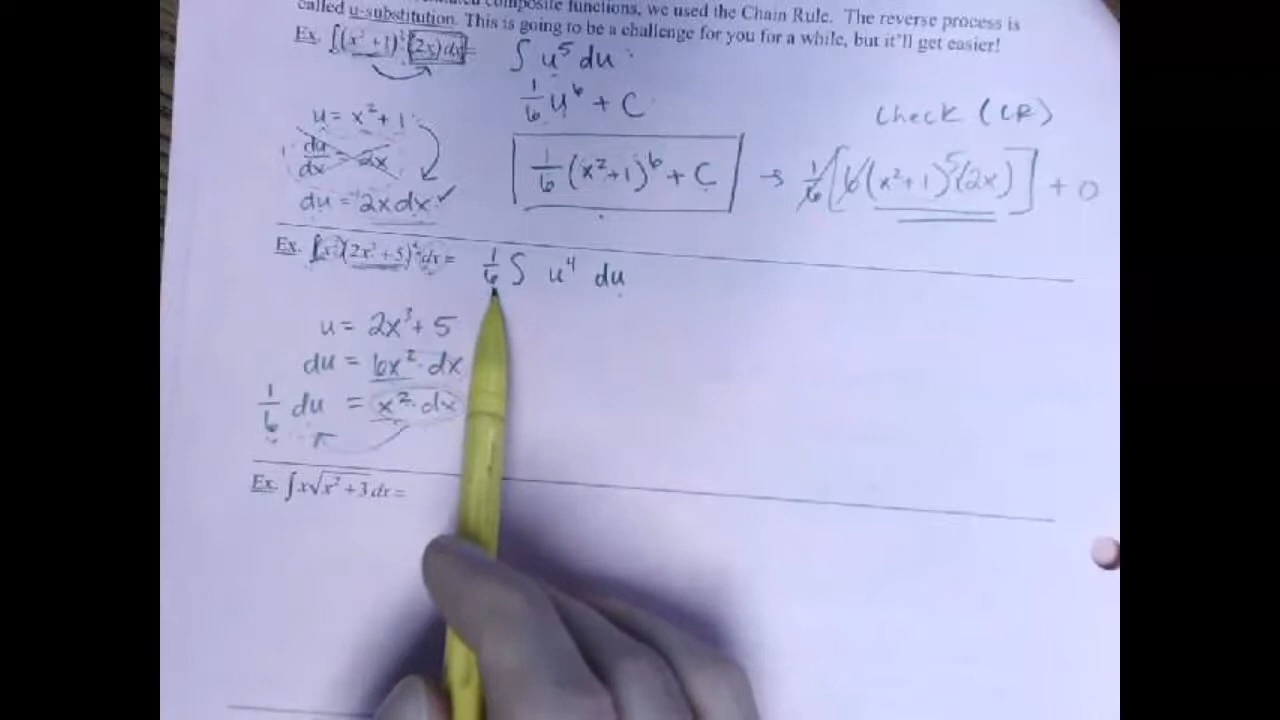 composite functions, we used the Chain Rule. The reverse process is
called u-substitution. This is going to be a challenge for you for a while, but it'll get easier!
Ex. ∫(x²+1)⁵(2x)dx= ∫ u⁵ du
1/6 u⁶ + C
u = x²+1
Check (CR)
du/dx = 2x
1/6 (x²+1)⁶ + C → 1/6 [6(x²+1)⁵(2x)] + 0
du = 2x dx ✓
Ex. ∫(x²)(2x³+5)⁴dx= 1/6 ∫ u⁴ du
u = 2x³ + 5
du = 6x² · dx
1/6 du = x² · dx
Ex. ∫x√x²+3 dx=